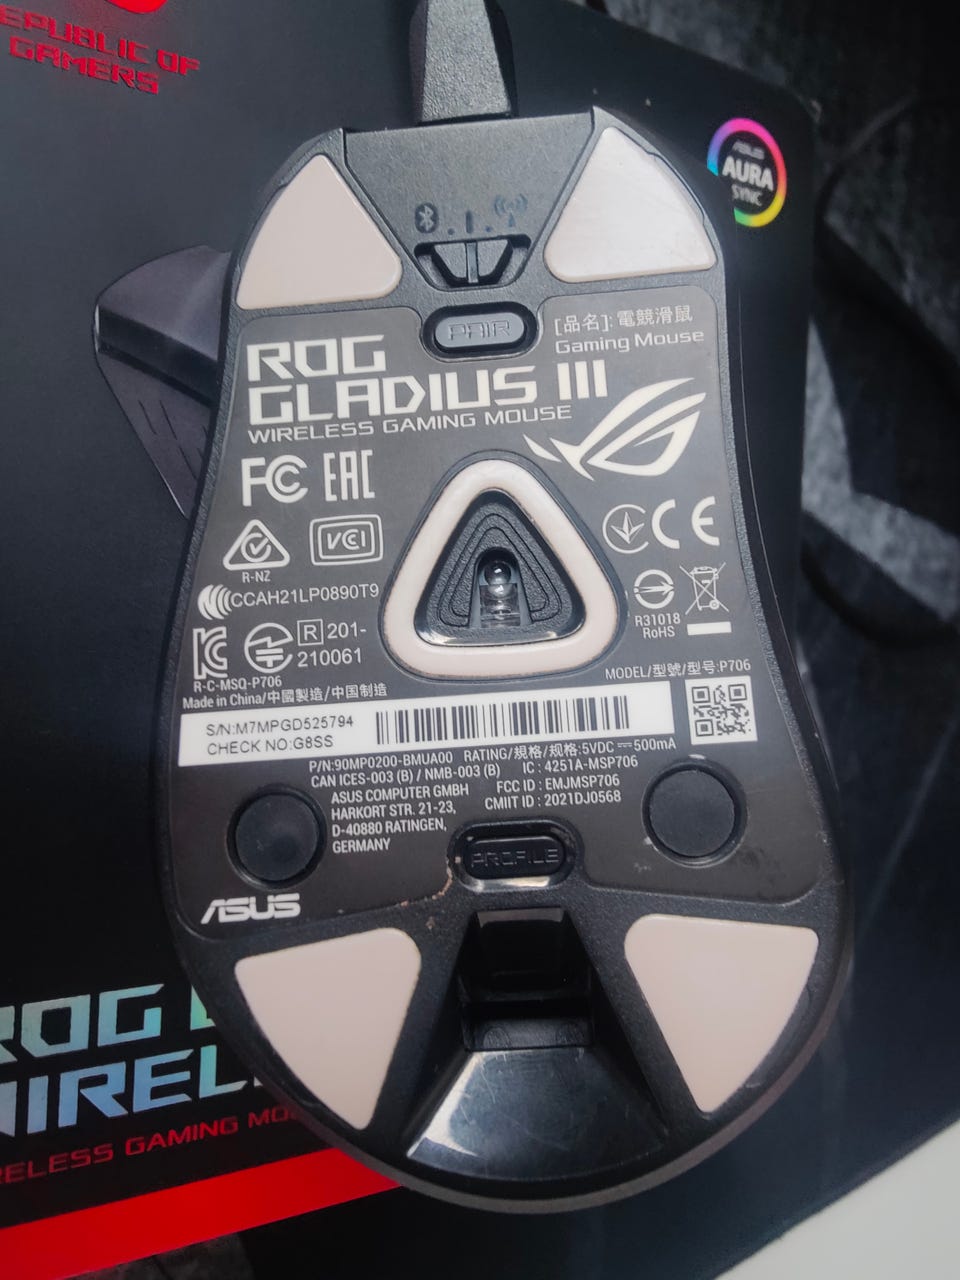 REPUBLIC OF
GAMERS
ASUS
AURA
SYNC
PAIR
[品名]: 電競滑鼠
Gaming Mouse
ROG
GLADIUS III
WIRELESS GAMING MOUSE
FC EAC
VCI
CE
R-NZ
CCAH21LP0890T9
R31018
RoHS
R 201-
210061
R-C-MSQ-P706
MODEL/型號/型号:P706
Made in China/中國製造/中国制造
S/N:M7MPGD525794
CHECK NO:G8SS
P/N:90MP0200-BMUA00 RATING/規格/规格:5VDC ⎓ 500mA
CAN ICES-003 (B) / NMB-003 (B) IC : 4251A-MSP706
ASUS COMPUTER GMBH FCC ID : EMJMSP706
HARKORT STR. 21-23, CMIIT ID : 2021DJ0568
D-40880 RATINGEN,
GERMANY
PROFILE
ASUS
ROG
WIREL
WIRELESS GAMING MO